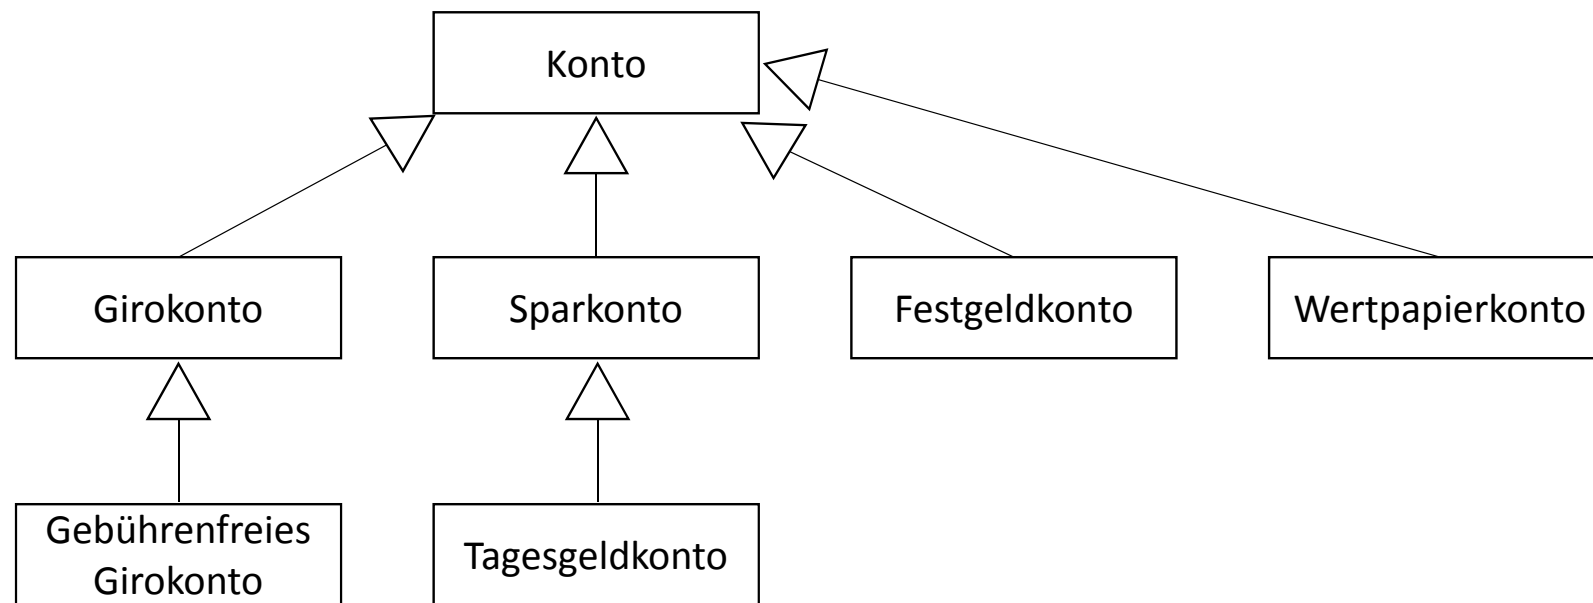 Konto
Girokonto
Sparkonto
Festgeldkonto
Wertpapierkonto
Gebührenfreies
Girokonto
Tagesgeldkonto